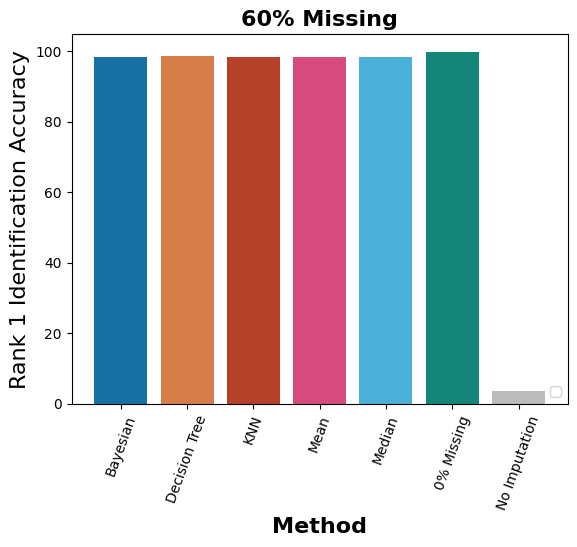 60% Missing
Rank 1 Identification Accuracy
100
80
60
40
20
0
Bayesian
Decision Tree
KNN
Mean
Median
0% Missing
No Imputation
Method